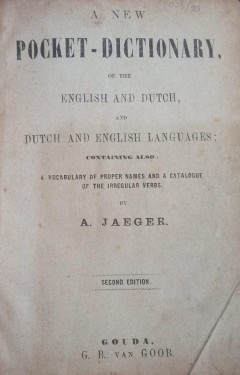 A NEW
POCKET-DICTIONARY,
OF THE
ENGLISH AND DUTCH,
AND
DUTCH AND ENGLISH LANGUAGES;
CONTAINING ALSO:
A VOCABULARY OF PROPER NAMES AND A CATALOGUE
OF THE IRREGULAR VERBS.
BY
A. JAEGER.
SECOND EDITION.
GOUDA,
G. B. VAN GOOR.